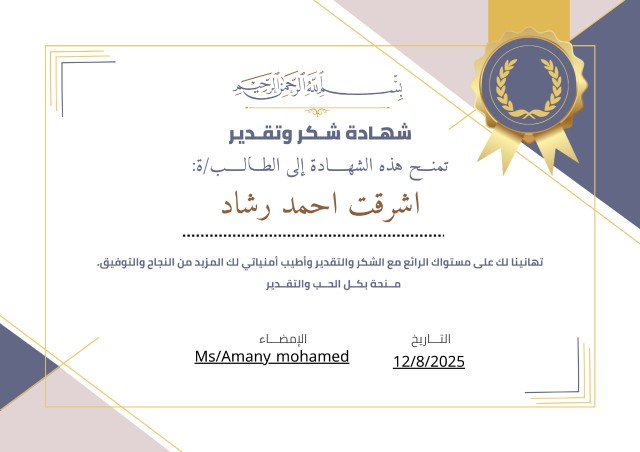 بسم الله الرحمن الرحيم
شهادة شكر وتقدير
تمنح هذه الشهادة إلى الطالب/ة:
اشرقت احمد رشاد
تهانينا لك على مستواك الرائع مع الشكر والتقدير وأطيب أمنياتي لك المزيد من النجاح والتوفيق.
منحة بكل الحب والتقدير
التاريخ
12/8/2025
الإمضاء
Ms/Amany mohamed